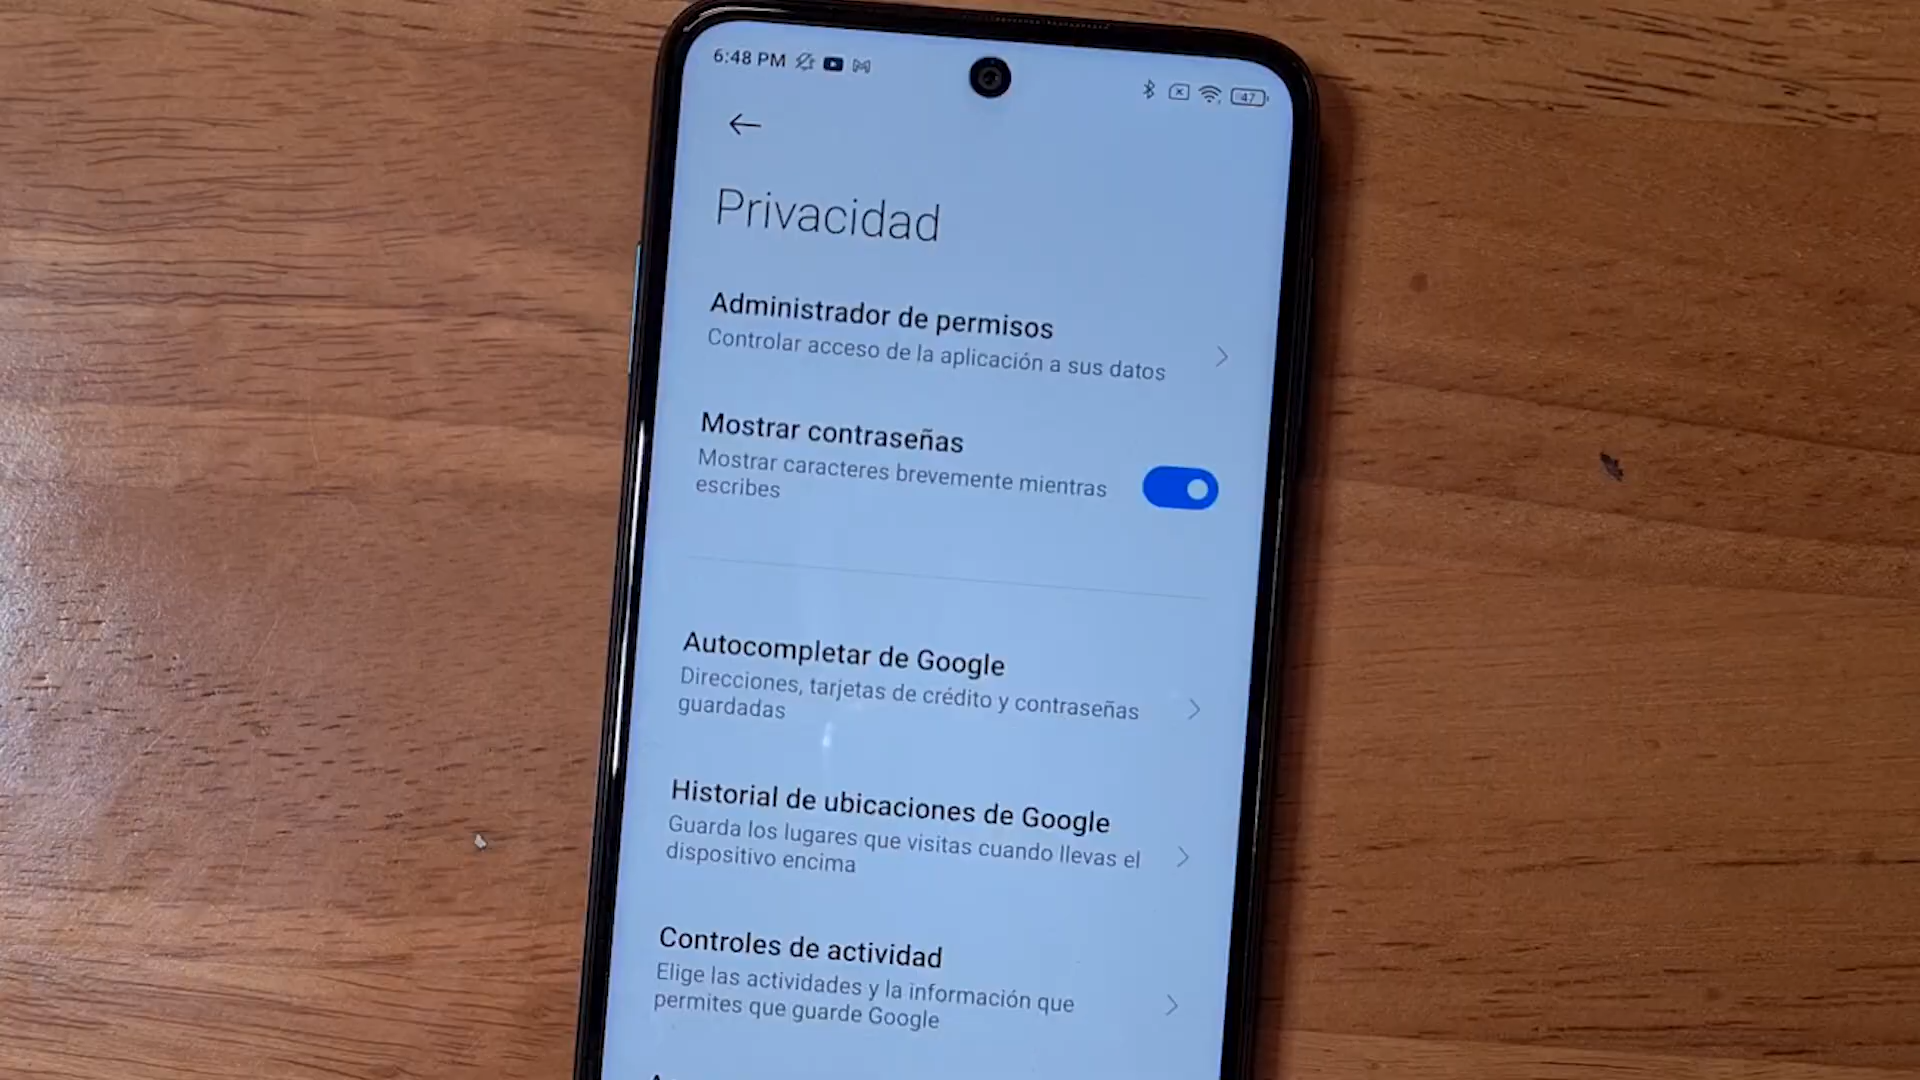 6:48 PM
47
Privacidad
Administrador de permisos
Controlar acceso de la aplicación a sus datos
Mostrar contraseñas
Mostrar caracteres brevemente mientras
escribes
Autocompletar de Google
Direcciones, tarjetas de crédito y contraseñas
guardadas
Historial de ubicaciones de Google
Guarda los lugares que visitas cuando llevas el
dispositivo encima
Controles de actividad
Elige las actividades y la información que
permites que guarde Google